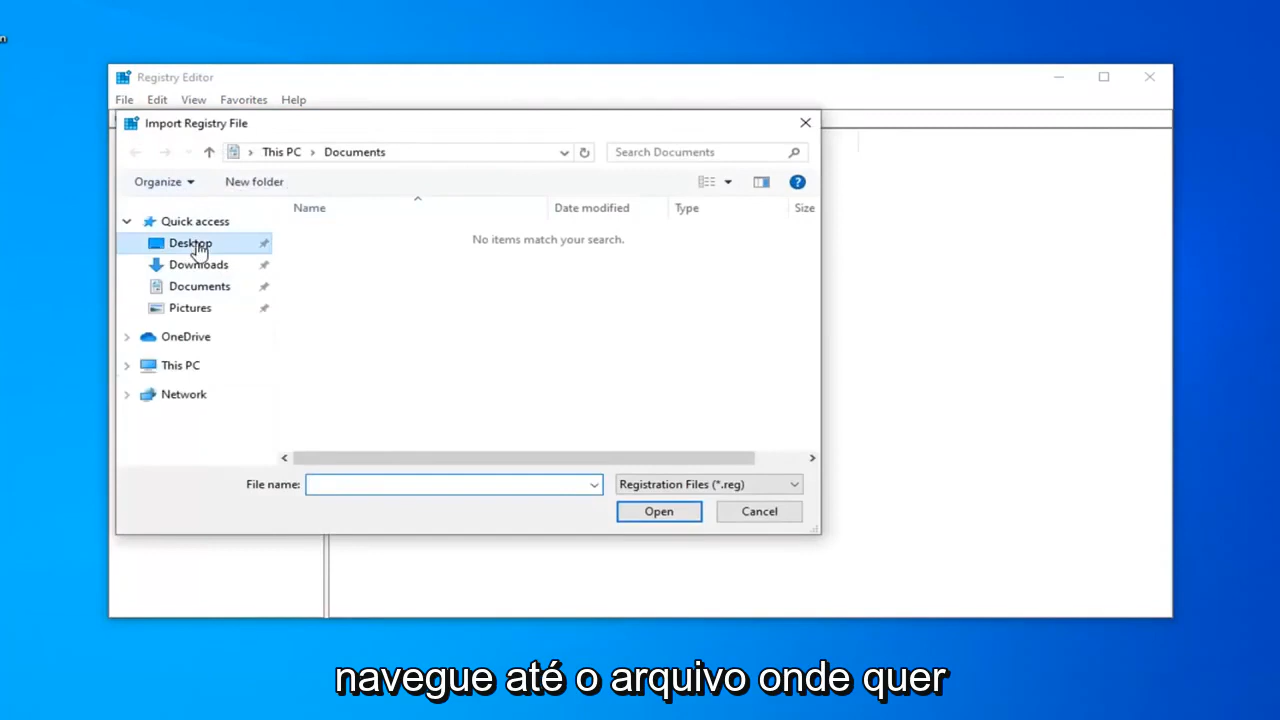 n
Registry Editor
File Edit View Favorites Help
Import Registry File
This PC > Documents
Search Documents
Organize
New folder
?
Name
Date modified
Type
Size
Quick access
No items match your search.
Desktop
Downloads
Documents
Pictures
OneDrive
This PC
Network
File name:
Registration Files (*.reg)
Open
Cancel
navegue até o arquivo onde quer